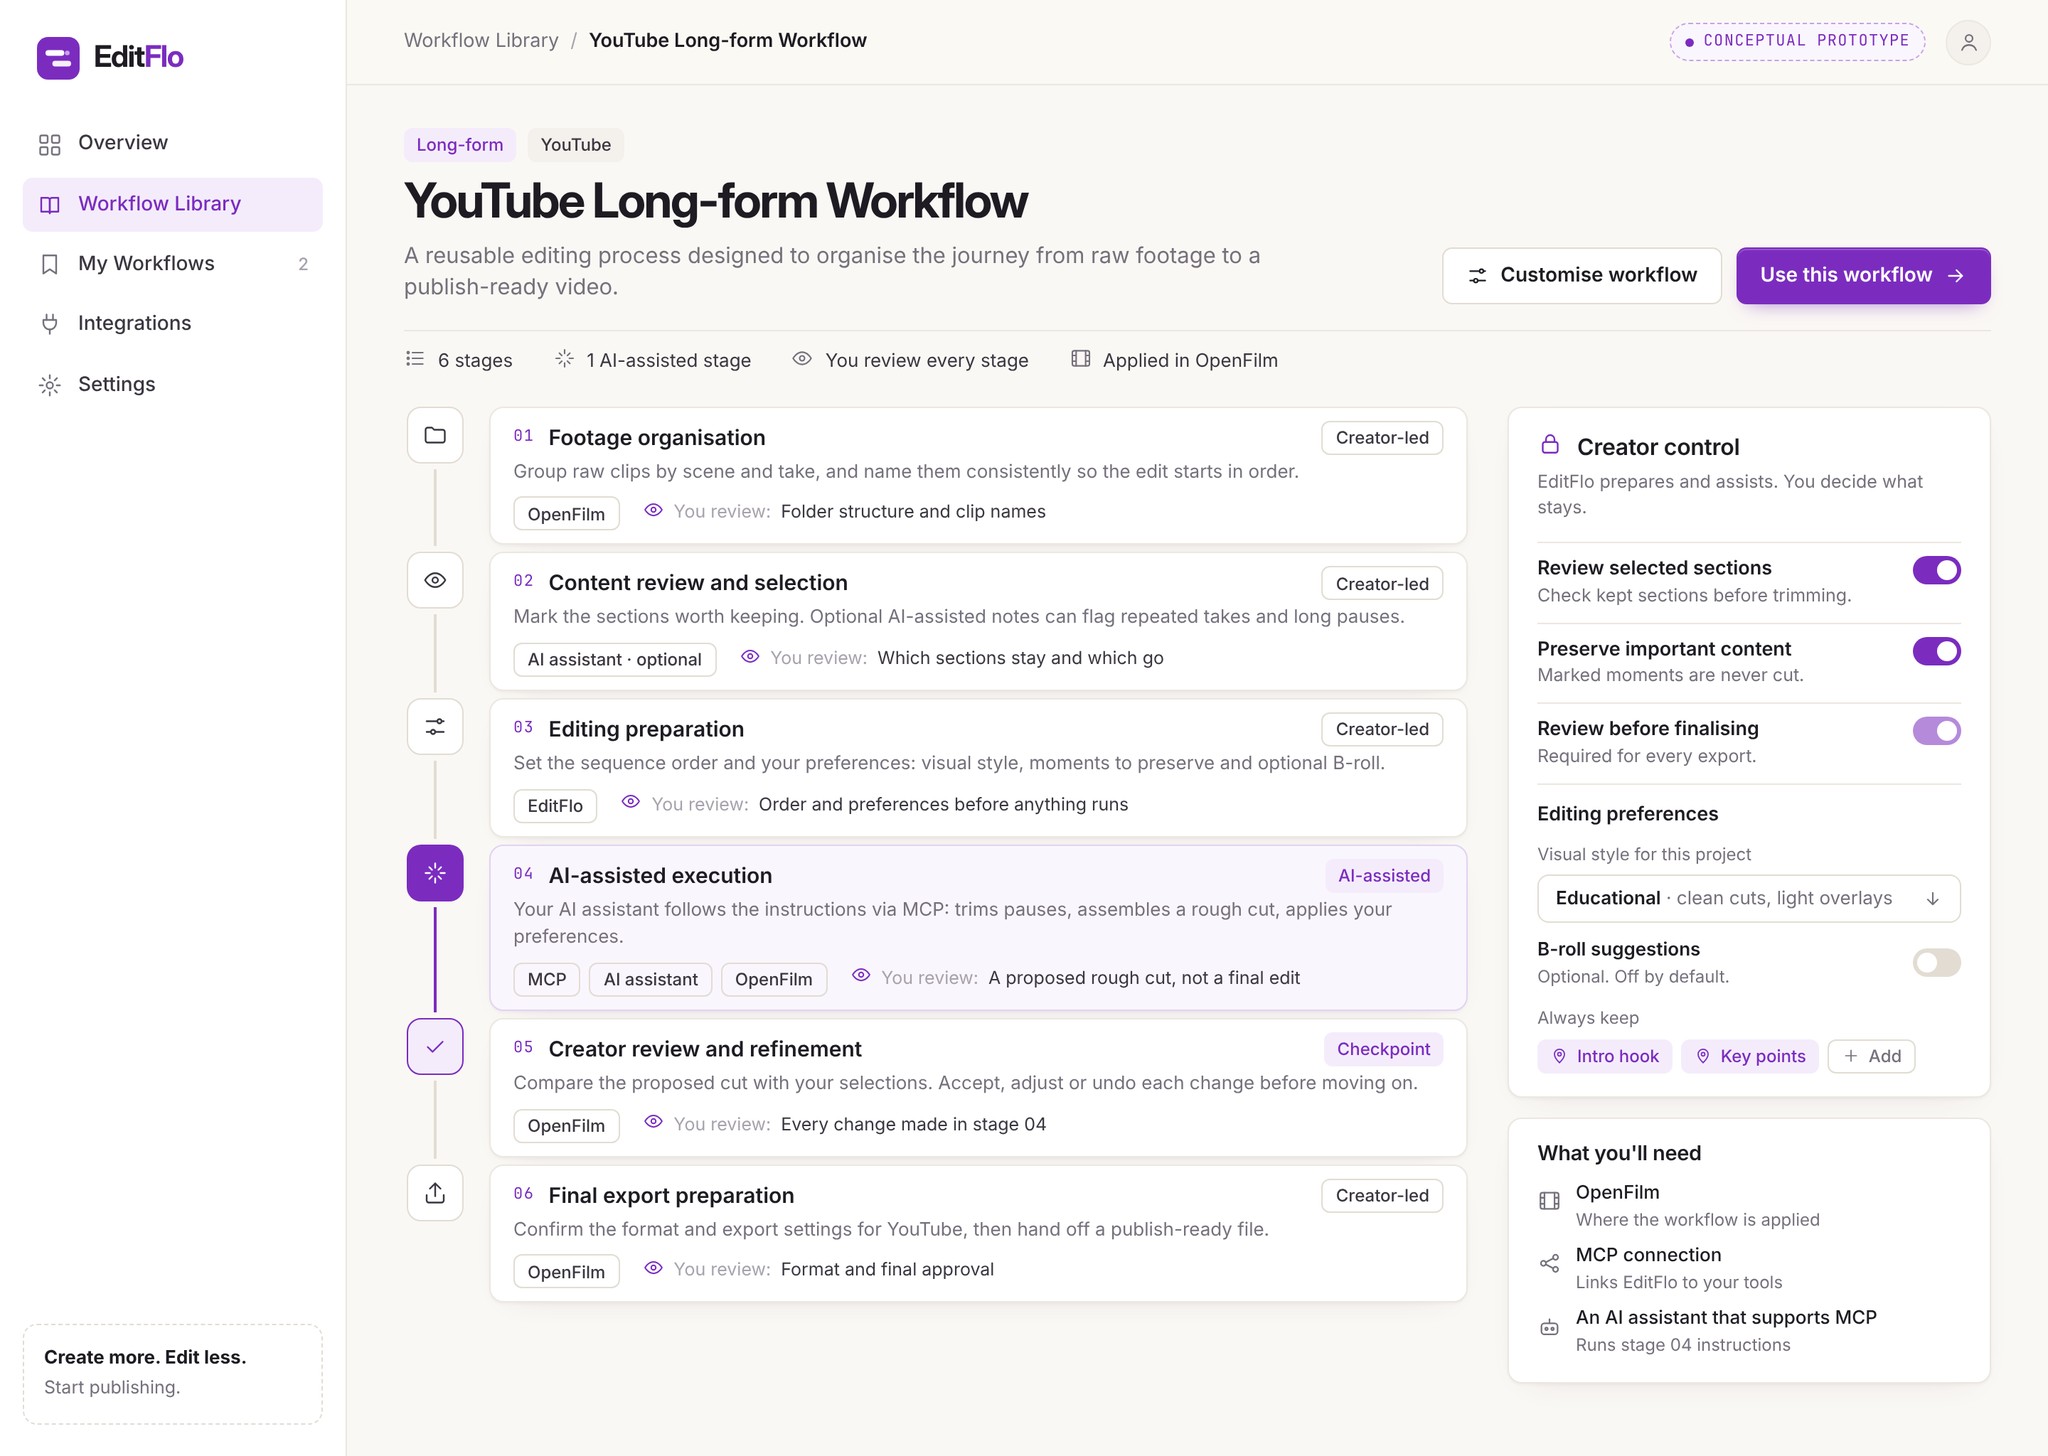 EditFlo
Overview
Workflow Library
My Workflows 2
Integrations
Settings
Create more. Edit less.
Start publishing.
Workflow Library / YouTube Long-form Workflow
CONCEPTUAL PROTOTYPE
Long-form YouTube
YouTube Long-form Workflow
A reusable editing process designed to organise the journey from raw footage to a
publish-ready video.
Customise workflow
Use this workflow →
6 stages
1 AI-assisted stage
You review every stage
Applied in OpenFilm
01 Footage organisation
Creator-led
Group raw clips by scene and take, and name them consistently so the edit starts in order.
OpenFilm You review: Folder structure and clip names
02 Content review and selection
Creator-led
Mark the sections worth keeping. Optional AI-assisted notes can flag repeated takes and long pauses.
AI assistant · optional You review: Which sections stay and which go
03 Editing preparation
Creator-led
Set the sequence order and your preferences: visual style, moments to preserve and optional B-roll.
EditFlo You review: Order and preferences before anything runs
04 AI-assisted execution
AI-assisted
Your AI assistant follows the instructions via MCP: trims pauses, assembles a rough cut, applies your
preferences.
MCP AI assistant OpenFilm You review: A proposed rough cut, not a final edit
05 Creator review and refinement
Checkpoint
Compare the proposed cut with your selections. Accept, adjust or undo each change before moving on.
OpenFilm You review: Every change made in stage 04
06 Final export preparation
Creator-led
Confirm the format and export settings for YouTube, then hand off a publish-ready file.
OpenFilm You review: Format and final approval
Creator control
EditFlo prepares and assists. You decide what
stays.
Review selected sections
Check kept sections before trimming.
Preserve important content
Marked moments are never cut.
Review before finalising
Required for every export.
Editing preferences
Visual style for this project
Educational · clean cuts, light overlays ↓
B-roll suggestions
Optional. Off by default.
Always keep
Intro hook Key points + Add
What you'll need
OpenFilm
Where the workflow is applied
MCP connection
Links EditFlo to your tools
An AI assistant that supports MCP
Runs stage 04 instructions